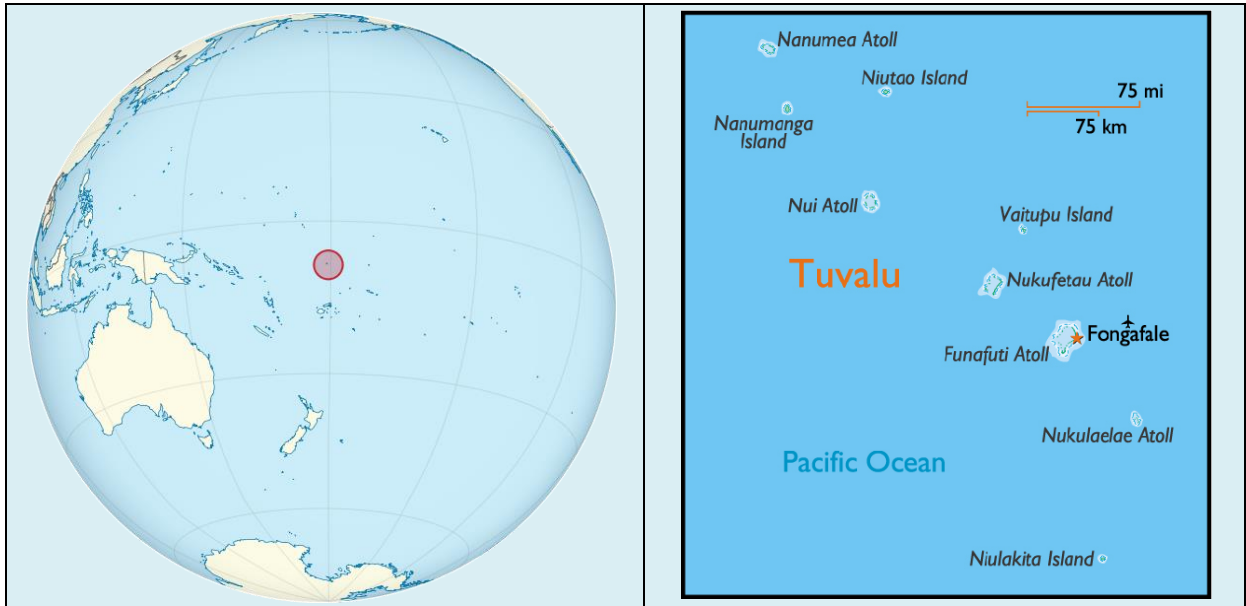 Nanumea Atoll
Niutao Island
75 mi
75 km
Nanumanga
Island
Nui Atoll
Vaitupu Island
Tuvalu
Nukufetau Atoll
Fongafale
Funafuti Atoll
Nukulaelae Atoll
Pacific Ocean
Niulakita Island